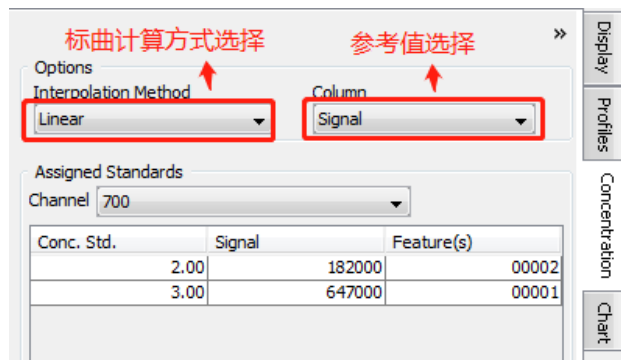 标曲计算方式选择 参考值选择 »
Options
Interpolation Method Column
Linear Signal
Assigned Standards
Channel 700
Conc. Std. Signal Feature(s)
2.00 182000 00002
3.00 647000 00001
Display
Profiles
Concentration
Chart